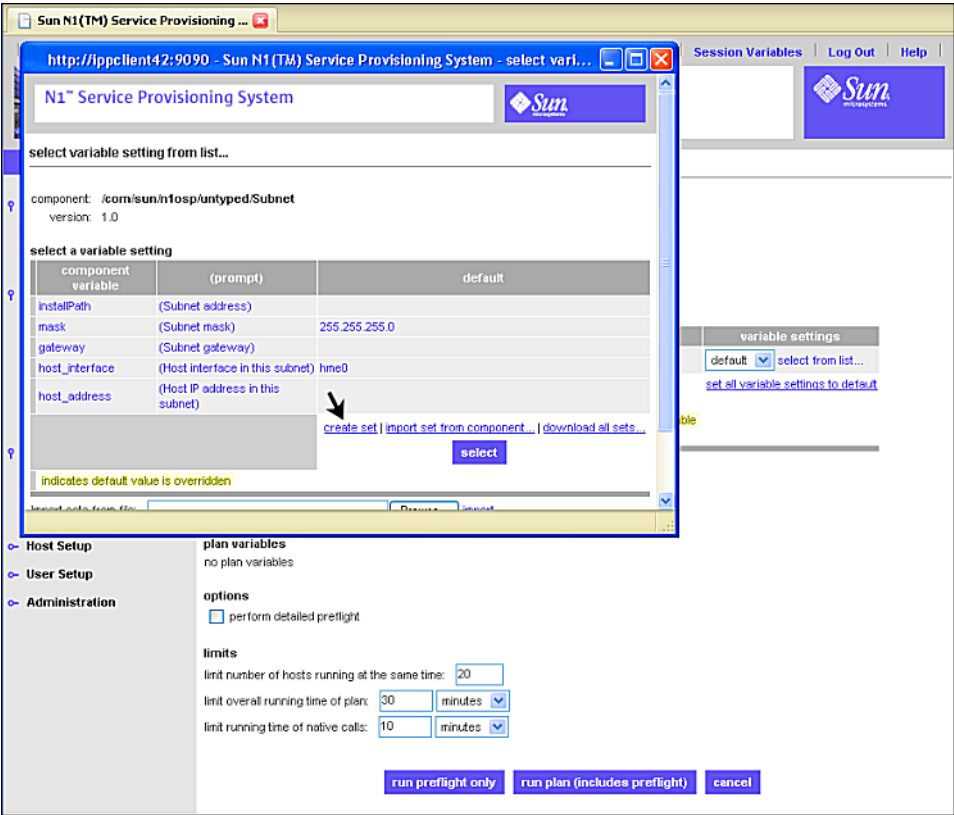 Sun N1(TM) Service Provisioning ...
Session Variables | Log Out | Help |
http://ippclient42:9090 - Sun N1(TM) Service Provisioning System - select vari...
N1™ Service Provisioning System
Sun
microsystems
Sun
microsystems
select variable setting from list...
component: /com/sun/n1osp/untyped/Subnet
version: 1.0
select a variable setting
component variable (prompt) default
installPath (Subnet address)
mask (Subnet mask) 255.255.255.0
gateway (Subnet gateway)
host_interface (Host interface in this subnet) hme0
host_address (Host IP address in this subnet)
create set | import set from component... | download all sets...
select
indicates default value is overridden
import sets from file: Browse... import
variable settings
default select from list...
set all variable settings to default
ble
Host Setup
User Setup
Administration
plan variables
no plan variables
options
perform detailed preflight
limits
limit number of hosts running at the same time: 20
limit overall running time of plan: 30 minutes
limit running time of native calls: 10 minutes
run preflight only run plan (includes preflight) cancel